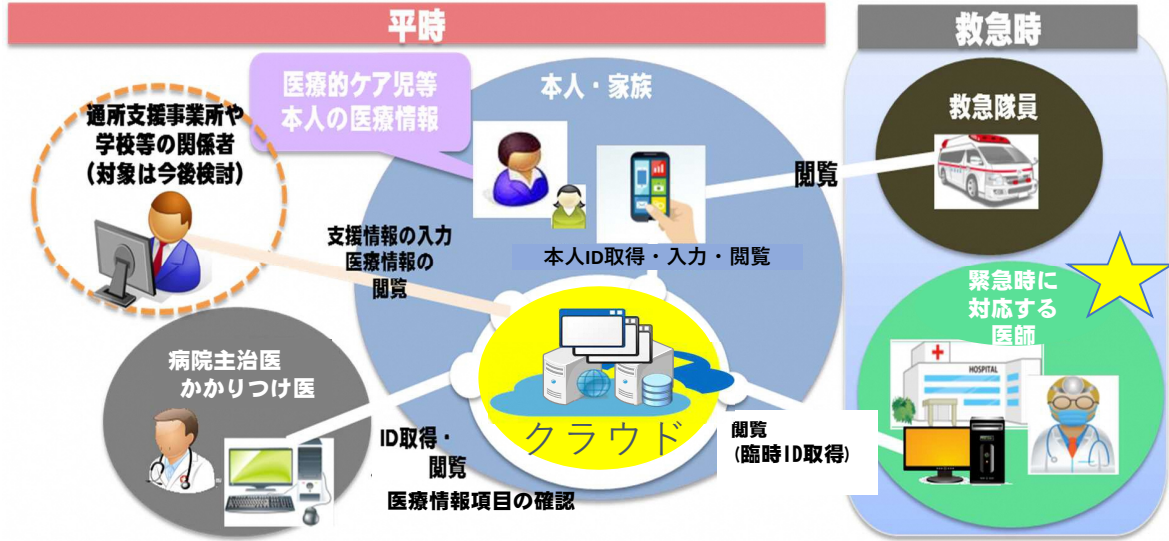 平時
救急時
医療的ケア児等
本人の医療情報
本人・家族
通所支援事業所や
学校等の関係者
(対象は今後検討)
救急隊員
閲覧
支援情報の入力
医療情報の
閲覧
本人ID取得・入力・閲覧
緊急時に
対応する
医師
HOSPITAL
病院主治医
かかりつけ医
クラウド
ID取得・
閲覧
医療情報項目の確認
閲覧
(臨時ID取得)